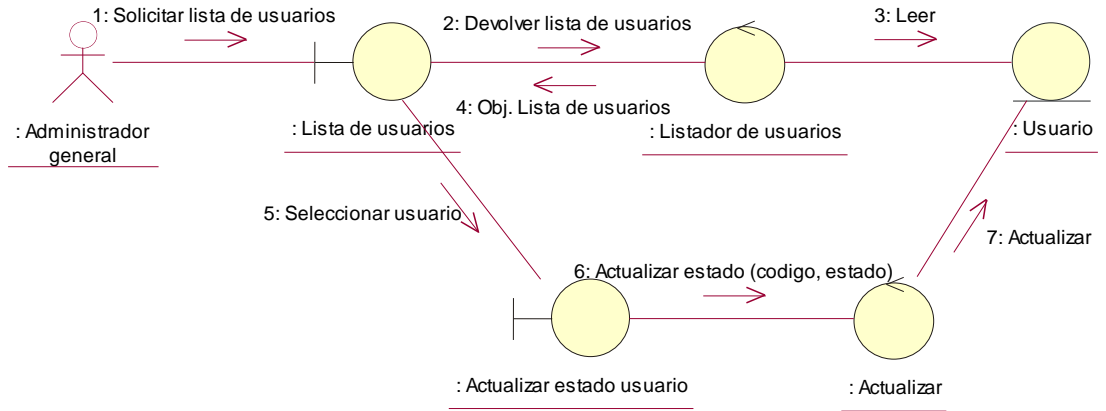 1: Solicitar lista de usuarios
2: Devolver lista de usuarios
3: Leer
4: Obj. Lista de usuarios
: Administrador
general
: Lista de usuarios
: Listador de usuarios
: Usuario
5: Seleccionar usuario
7: Actualizar
6: Actualizar estado (codigo, estado)
: Actualizar estado usuario
: Actualizar